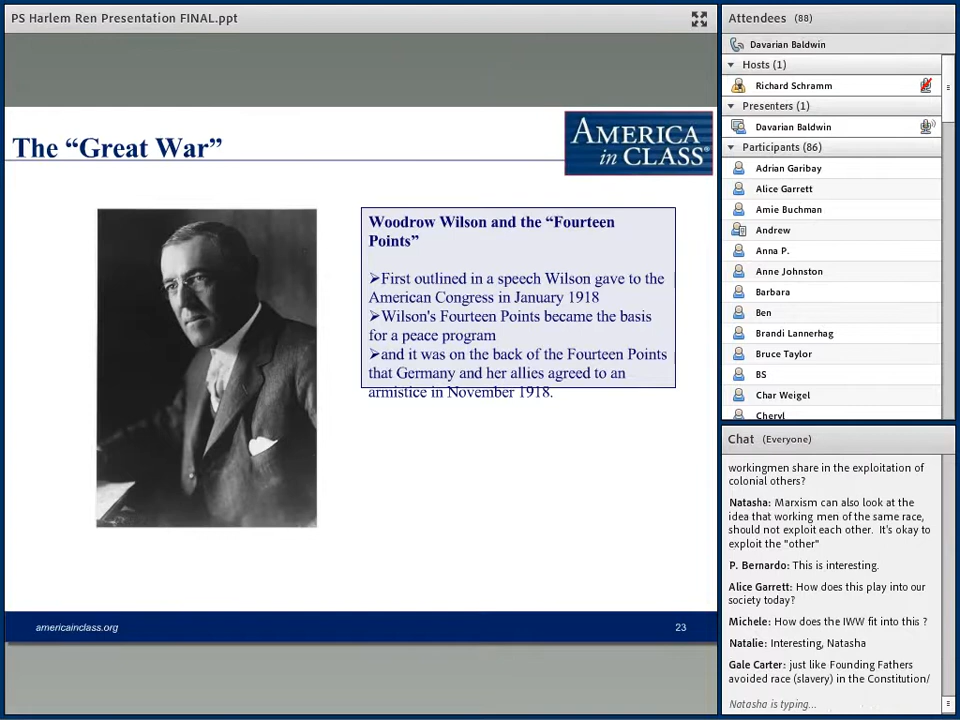 PS Harlem Ren Presentation FINAL.ppt
The “Great War”
AMERICA
in CLASS®
Woodrow Wilson and the “Fourteen
Points”
➢First outlined in a speech Wilson gave to the
American Congress in January 1918
➢Wilson's Fourteen Points became the basis
for a peace program
➢and it was on the back of the Fourteen Points
that Germany and her allies agreed to an
armistice in November 1918.
americainclass.org
23
Attendees (88)
Davarian Baldwin
Hosts (1)
Richard Schramm
Presenters (1)
Davarian Baldwin
Participants (86)
Adrian Garibay
Alice Garrett
Amie Buchman
Andrew
Anna P.
Anne Johnston
Barbara
Ben
Brandi Lannerhag
Bruce Taylor
BS
Char Weigel
Cheryl
Chat (Everyone)
workingmen share in the exploitation of
colonial others?
Natasha: Marxism can also look at the
idea that working men of the same race,
should not exploit each other. It's okay to
exploit the "other"
P. Bernardo: This is interesting.
Alice Garrett: How does this play into our
society today?
Michele: How does the IWW fit into this ?
Natalie: Interesting, Natasha
Gale Carter: just like Founding Fathers
avoided race (slavery) in the Constitution/
Natasha is typing...